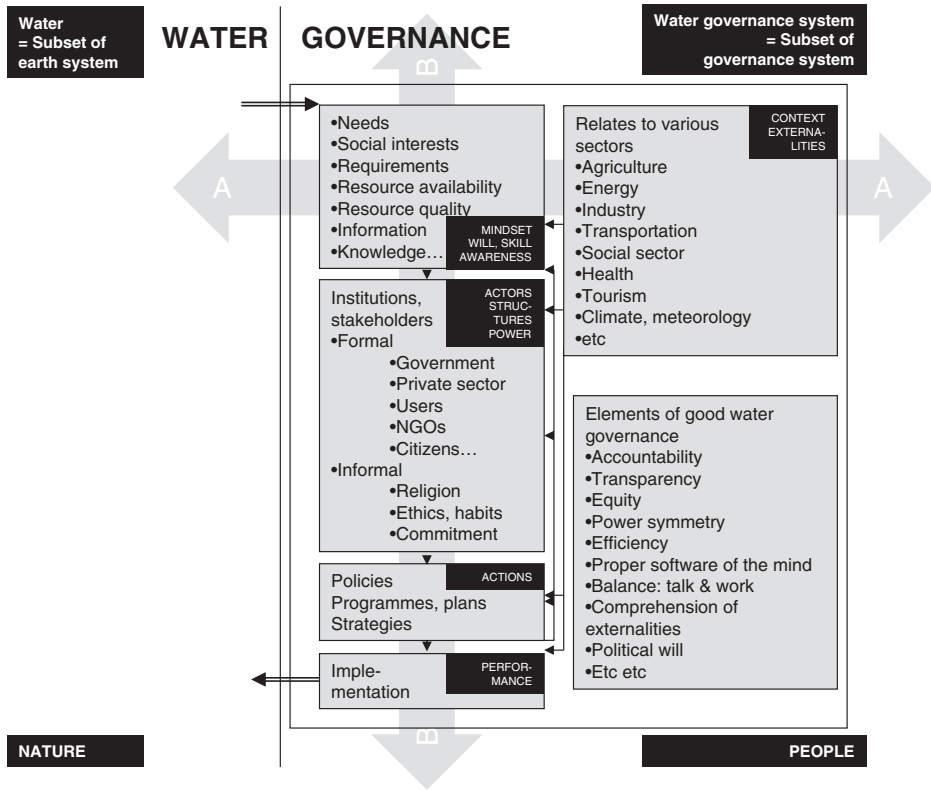 Water
= Subset of
earth system
WATER
GOVERNANCE
Water governance system
= Subset of
governance system
B
A
A
•Needs
•Social interests
•Requirements
•Resource availability
•Resource quality
•Information
•Knowledge…
MINDSET
WILL, SKILL
AWARENESS
Relates to various
sectors
•Agriculture
•Energy
•Industry
•Transportation
•Social sector
•Health
•Tourism
•Climate, meteorology
•etc
CONTEXT
EXTERNA-
LITIES
Institutions,
stakeholders
•Formal
•Government
•Private sector
•Users
•NGOs
•Citizens…
•Informal
•Religion
•Ethics, habits
•Commitment
ACTORS
STRUC-
TURES
POWER
Elements of good water
governance
•Accountability
•Transparency
•Equity
•Power symmetry
•Efficiency
•Proper software of the mind
•Balance: talk & work
•Comprehension of
externalities
•Political will
•Etc etc
Policies
Programmes, plans
Strategies
ACTIONS
Imple-
mentation
PERFOR-
MANCE
B
NATURE
PEOPLE